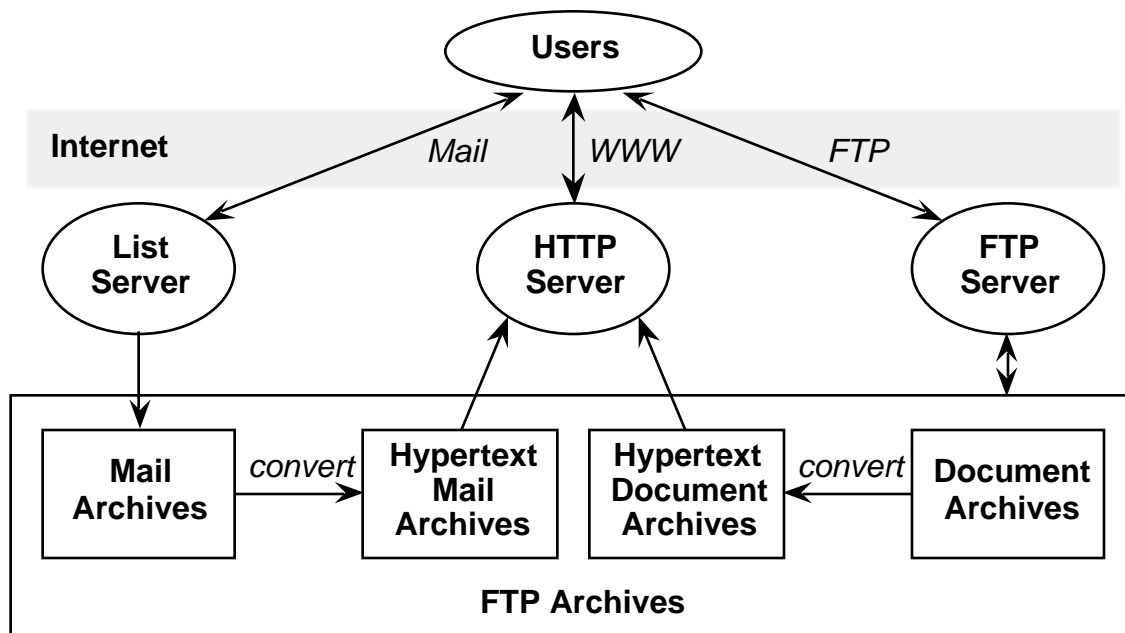 Users
Internet
Mail
WWW
FTP
List
Server
HTTP
Server
FTP
Server
Mail
Archives
convert
Hypertext
Mail
Archives
Hypertext
Document
Archives
convert
Document
Archives
FTP Archives